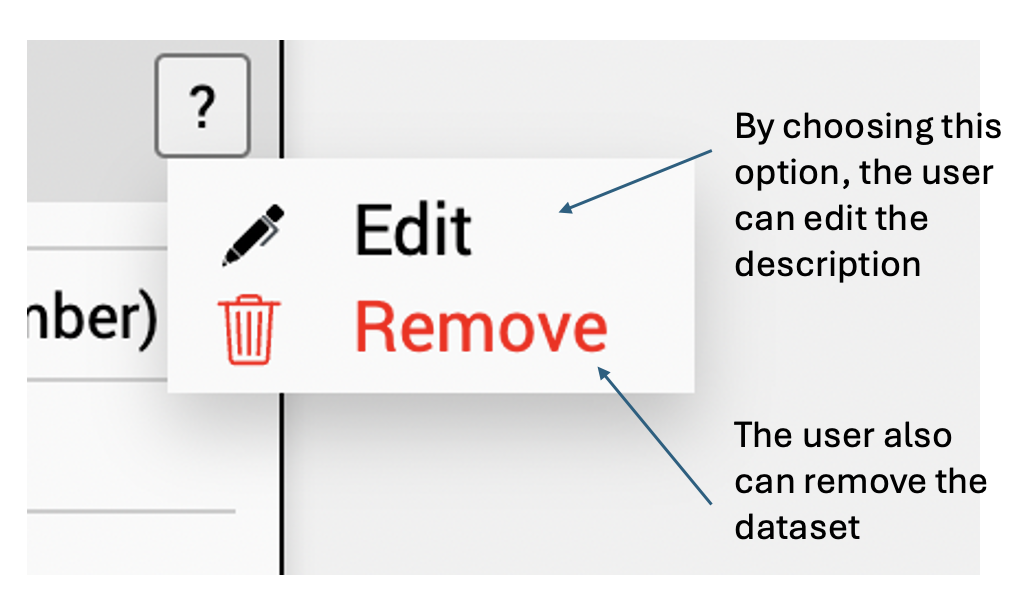 ?
By choosing this
option, the user
can edit the
description
Edit
nber)
Remove
The user also
can remove the
dataset